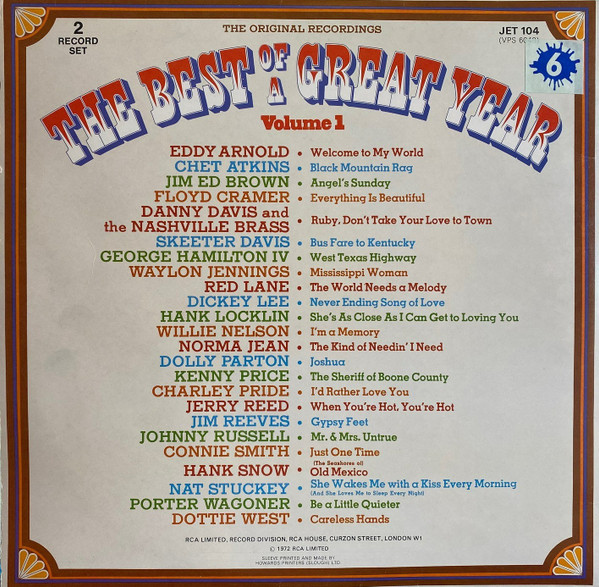 2
RECORD
SET
THE ORIGINAL RECORDINGS
JET 104
6
THE BEST OF A GREAT YEAR
Volume 1
EDDY ARNOLD • Welcome to My World
CHET ATKINS • Black Mountain Rag
JIM ED BROWN • Angel's Sunday
FLOYD CRAMER • Everything Is Beautiful
DANNY DAVIS and
the NASHVILLE BRASS • Ruby, Don't Take Your Love to Town
SKEETER DAVIS • Bus Fare to Kentucky
GEORGE HAMILTON IV • West Texas Highway
WAYLON JENNINGS • Mississippi Woman
RED LANE • The World Needs a Melody
DICKEY LEE • Never Ending Song of Love
HANK LOCKLIN • She's As Close As I Can Get to Loving You
WILLIE NELSON • I'm a Memory
NORMA JEAN • The Kind of Needin' I Need
DOLLY PARTON • Joshua
KENNY PRICE • The Sheriff of Boone County
CHARLEY PRIDE • I'd Rather Love You
JERRY REED • When You're Hot, You're Hot
JIM REEVES • Gypsy Feet
JOHNNY RUSSELL • Mr. & Mrs. Untrue
CONNIE SMITH • Just One Time
(The Seashores of)
HANK SNOW • Old Mexico
NAT STUCKEY • She Wakes Me with a Kiss Every Morning
(And She Loves Me to Sleep Every Night)
PORTER WAGONER • Be a Little Quieter
DOTTIE WEST • Careless Hands
RCA LIMITED, RECORD DIVISION, RCA HOUSE, CURZON STREET, LONDON W1
© 1972 RCA LIMITED
SLEEVE PRINTED AND MADE BY
HOWARDS PRINTERS (SLOUGH) LTD.